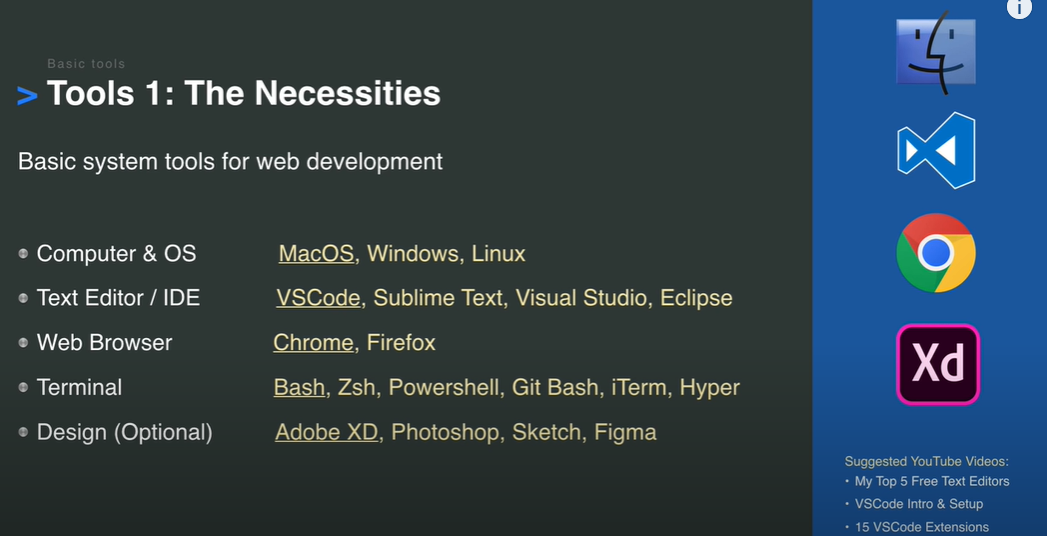 Basic tools
> Tools 1: The Necessities
Basic system tools for web development
Computer & OS MacOS, Windows, Linux
Text Editor / IDE VSCode, Sublime Text, Visual Studio, Eclipse
Web Browser Chrome, Firefox
Terminal Bash, Zsh, Powershell, Git Bash, iTerm, Hyper
Design (Optional) Adobe XD, Photoshop, Sketch, Figma
i
Xd
Suggested YouTube Videos:
• My Top 5 Free Text Editors
• VSCode Intro & Setup
• 15 VSCode Extensions